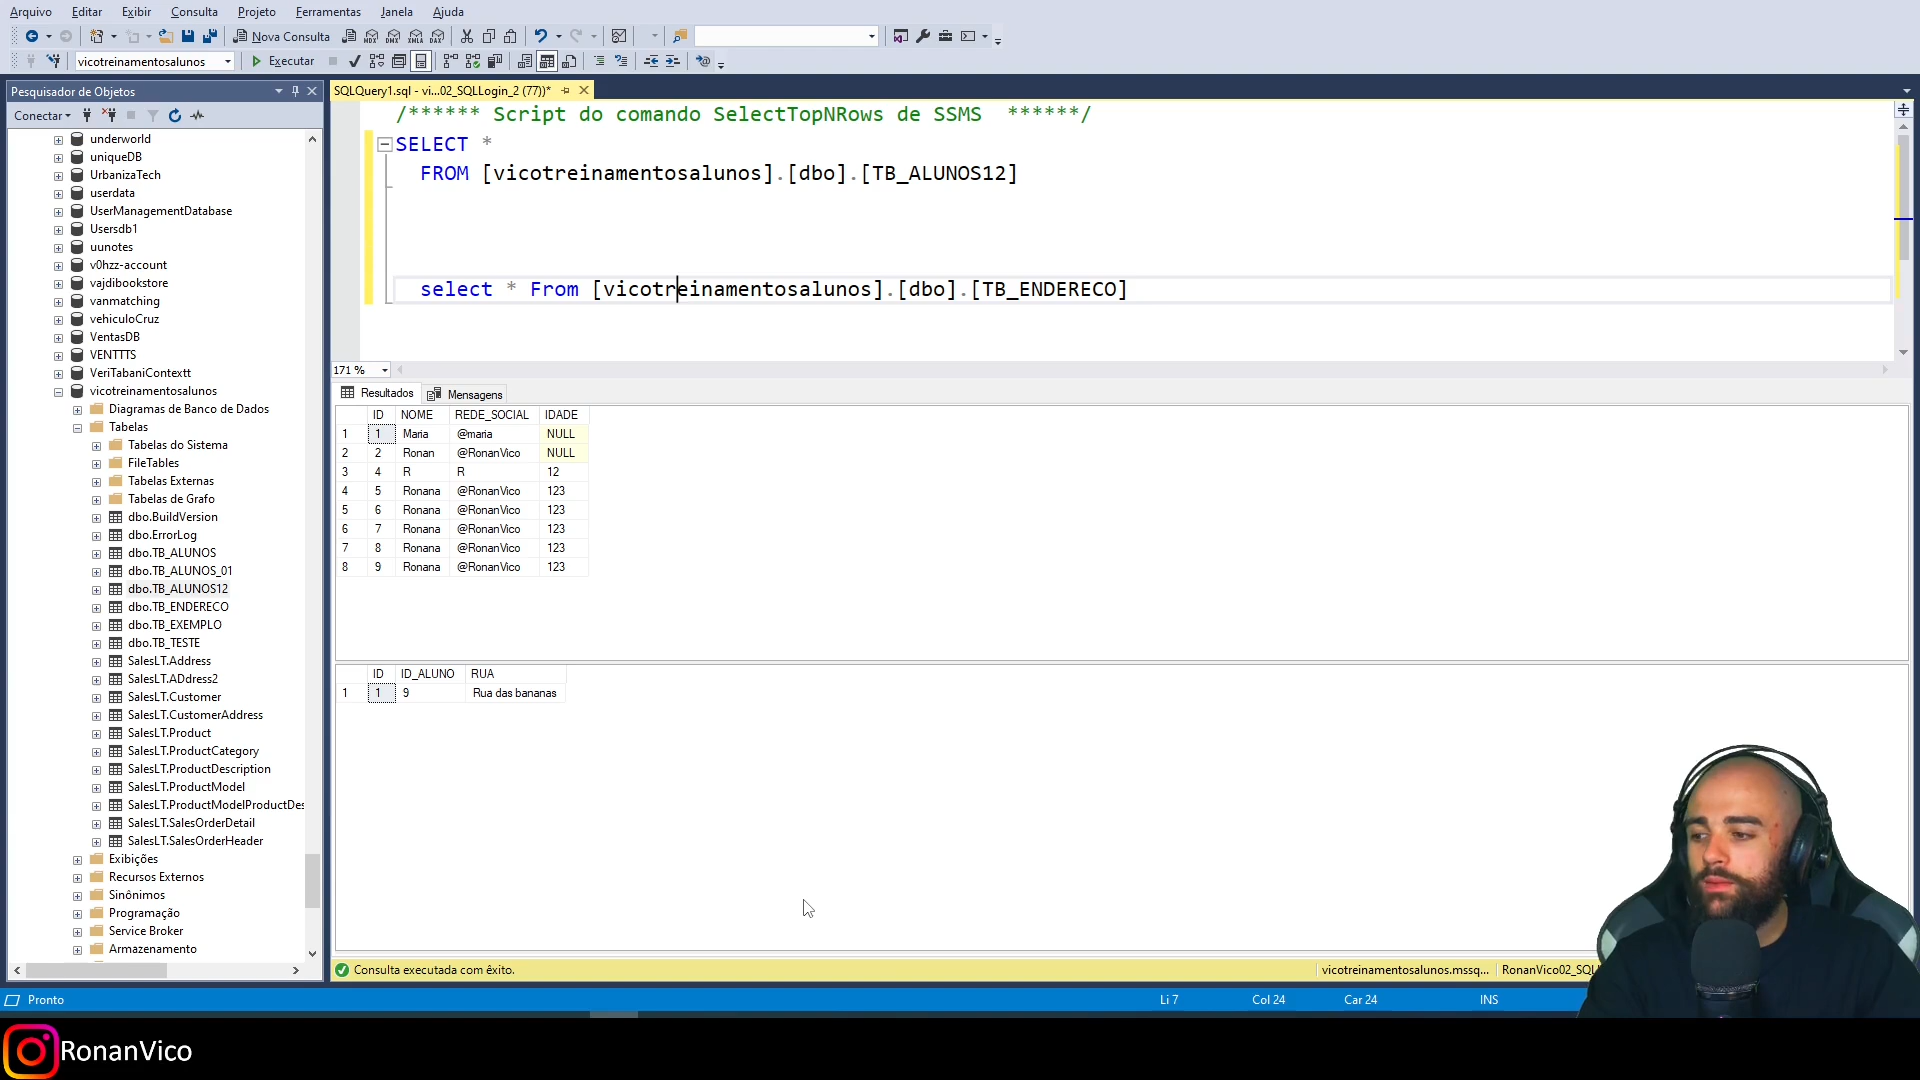 Arquivo Editar Exibir Consulta Projeto Ferramentas Janela Ajuda
Nova Consulta
vicotreinamentosalunos Executar
Pesquisador de Objetos
Conectar
underworld
uniqueDB
UrbanizaTech
userdata
UserManagementDatabase
Usersdb1
uunotes
v0hzz-account
vajdibookstore
vanmatching
vehiculoCruz
VentasDB
VENTTTS
VeriTabaniContextt
vicotreinamentosalunos
Diagramas de Banco de Dados
Tabelas
Tabelas do Sistema
FileTables
Tabelas Externas
Tabelas de Grafo
dbo.BuildVersion
dbo.ErrorLog
dbo.TB_ALUNOS
dbo.TB_ALUNOS_01
dbo.TB_ALUNOS12
dbo.TB_ENDERECO
dbo.TB_EXEMPLO
dbo.TB_TESTE
SalesLT.Address
SalesLT.ADdress2
SalesLT.Customer
SalesLT.CustomerAddress
SalesLT.Product
SalesLT.ProductCategory
SalesLT.ProductDescription
SalesLT.ProductModel
SalesLT.ProductModelProductDes
SalesLT.SalesOrderDetail
SalesLT.SalesOrderHeader
Exibições
Recursos Externos
Sinônimos
Programação
Service Broker
Armazenamento
SQLQuery1.sql - vi...02_SQLLogin_2 (77))*
/****** Script do comando SelectTopNRows de SSMS ******/
SELECT *
FROM [vicotreinamentosalunos].[dbo].[TB_ALUNOS12]
select * From [vicotreinamentosalunos].[dbo].[TB_ENDERECO]
171 %
Resultados Mensagens
ID NOME REDE_SOCIAL IDADE
1 1 Maria @maria NULL
2 2 Ronan @RonanVico NULL
3 4 R R 12
4 5 Ronana @RonanVico 123
5 6 Ronana @RonanVico 123
6 7 Ronana @RonanVico 123
7 8 Ronana @RonanVico 123
8 9 Ronana @RonanVico 123
ID ID_ALUNO RUA
1 1 9 Rua das bananas
Consulta executada com êxito. vicotreinamentosalunos.mssq... RonanVico02_SQL
Pronto Li 7 Col 24 Car 24 INS
RonanVico